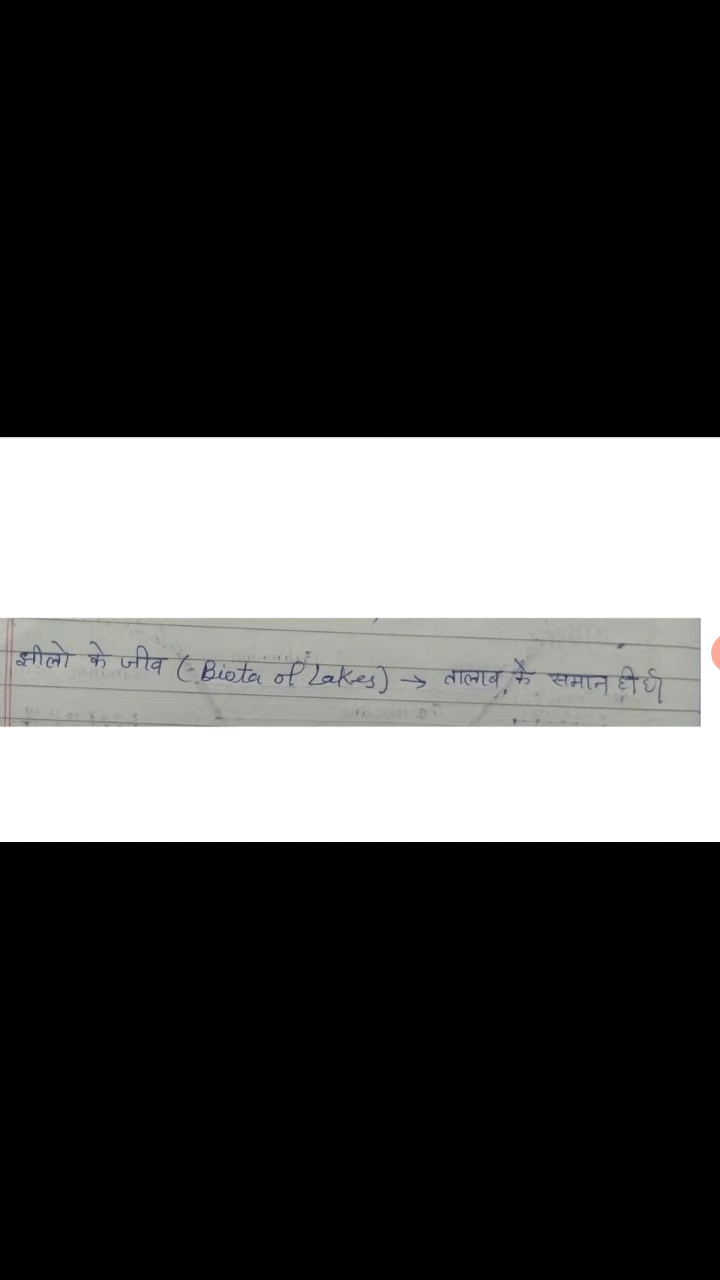 झीलो के जीव (Biota of Lakes) → तालाब के समान ही